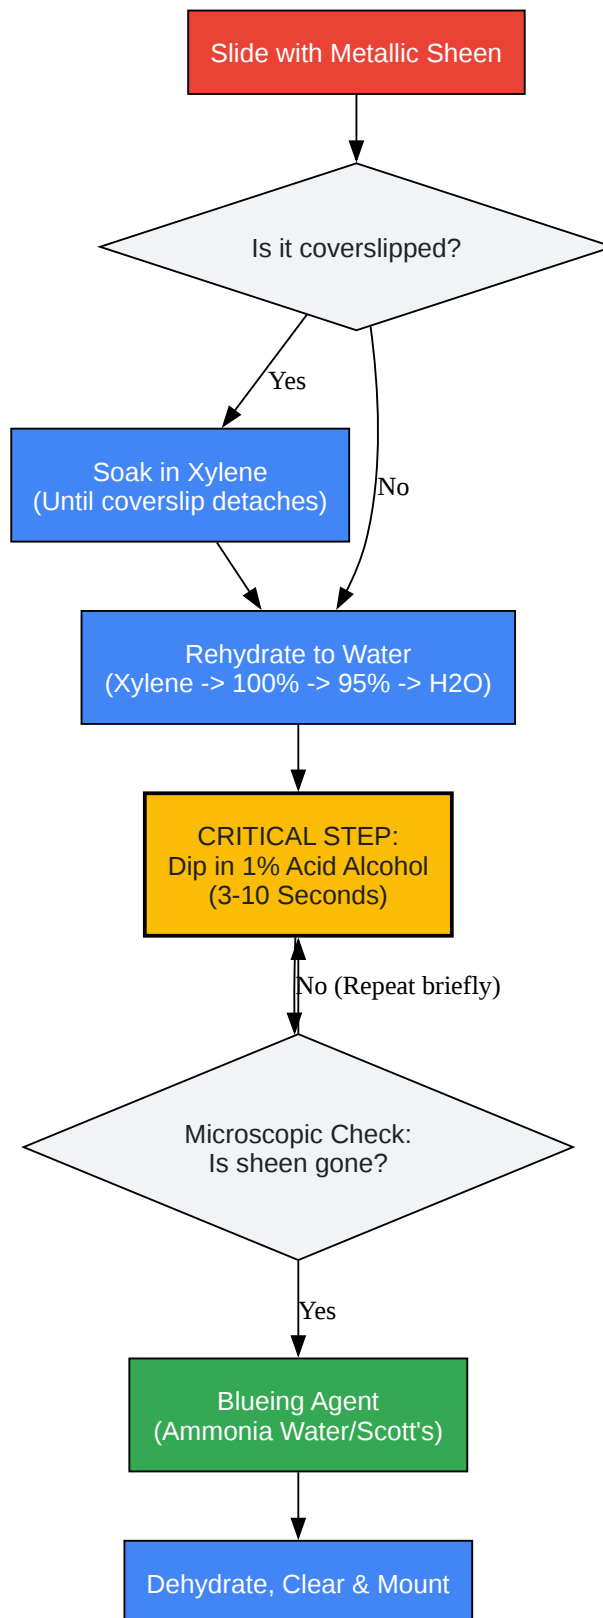 Slide with Metallic Sheen
Is it coverslipped?
Yes
Soak in Xylene
(Until coverslip detaches)
No
Rehydrate to Water
(Xylene -> 100% -> 95% -> H2O)
CRITICAL STEP:
Dip in 1% Acid Alcohol
(3-10 Seconds)
No (Repeat briefly)
Microscopic Check:
Is sheen gone?
Yes
Blueing Agent
(Ammonia Water/Scott's)
Dehydrate, Clear & Mount